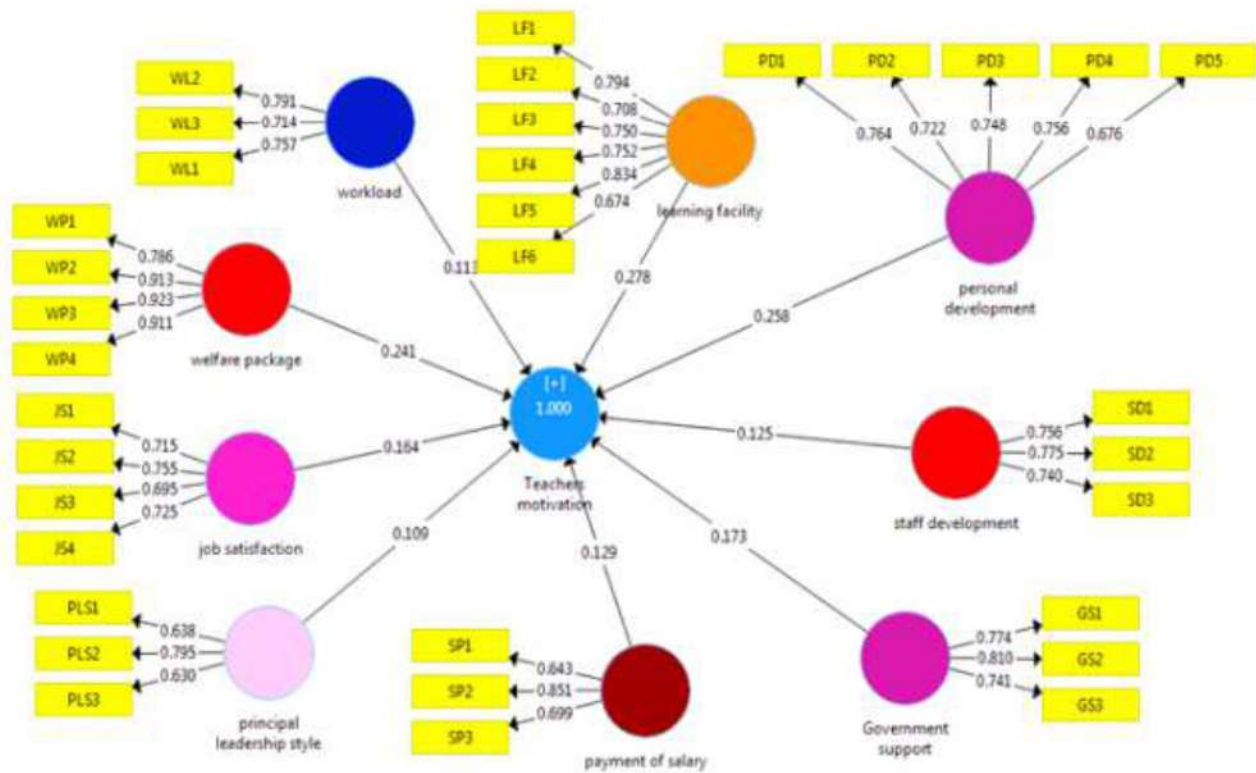 LF1
LF2
LF3
LF4
LF5
LF6
0.794
0.708
0.750
0.752
0.834
0.674
learning facility
0.278
PD1
PD2
PD3
PD4
PD5
0.764
0.722
0.748
0.756
0.676
personal
development
0.258
WL2
WL3
WL1
0.791
0.714
0.757
workload
0.113
WP1
WP2
WP3
WP4
0.786
0.913
0.923
0.911
welfare package
0.241
[+]
1.000
Teachers
motivation
JS1
JS2
JS3
JS4
0.715
0.755
0.695
0.725
job satisfaction
0.164
SD1
SD2
SD3
0.756
0.775
0.740
staff development
0.125
PLS1
PLS2
PLS3
0.638
0.795
0.630
principal
leadership style
0.109
SP1
SP2
SP3
0.643
0.851
0.699
payment of salary
0.129
GS1
GS2
GS3
0.774
0.810
0.741
Government
support
0.173